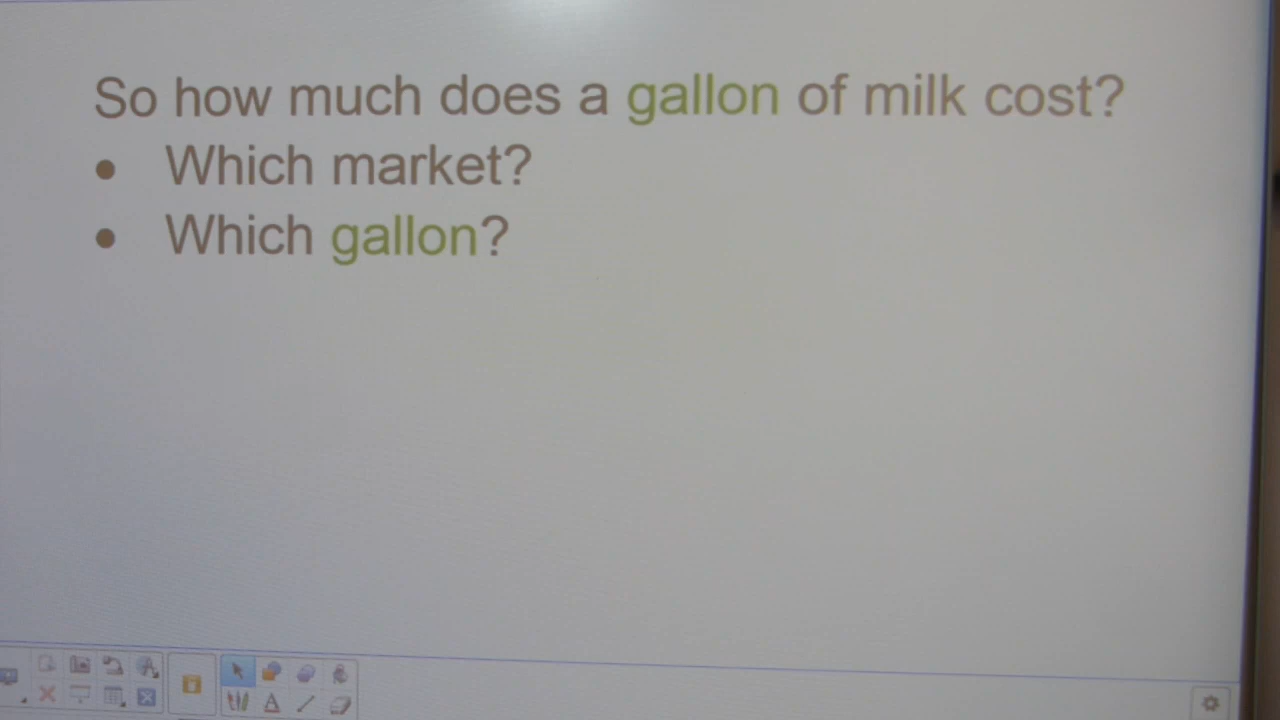 So how much does a gallon of milk cost?
• Which market?
• Which gallon?